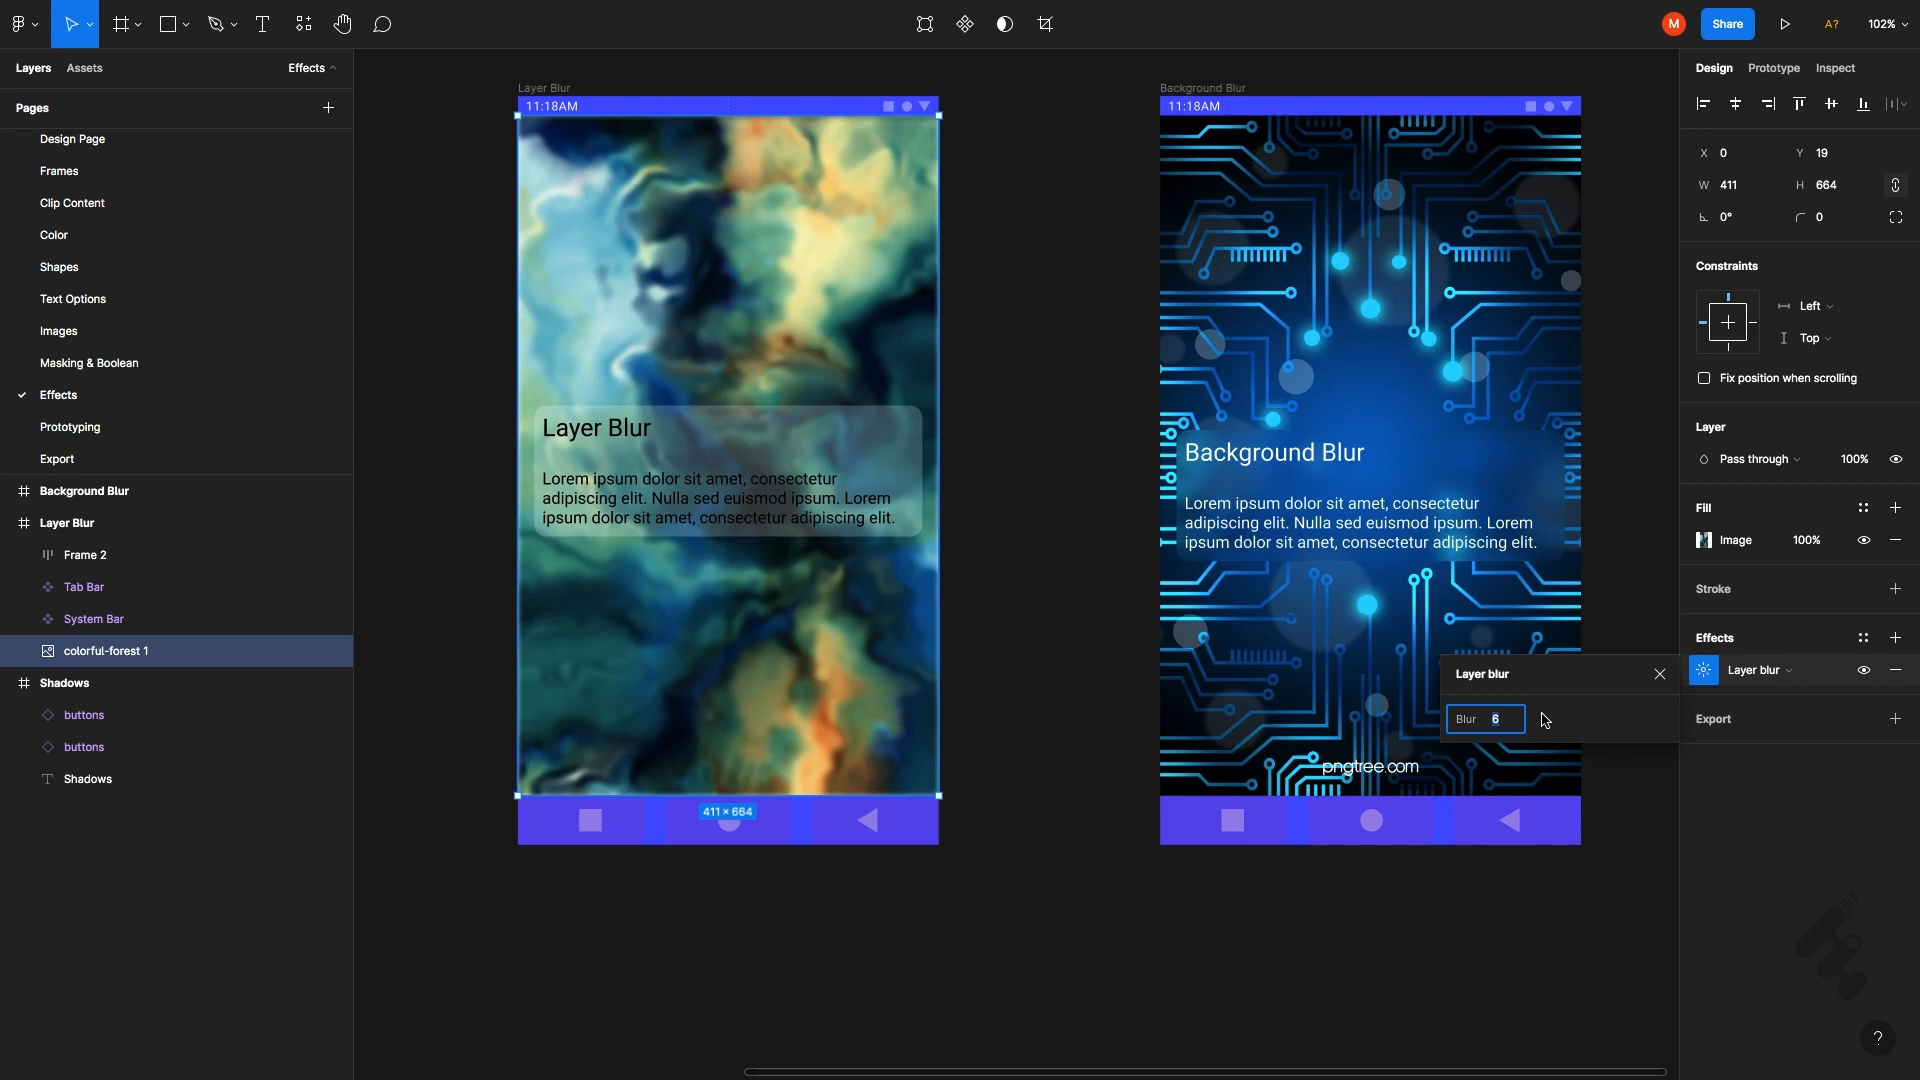 M
Share
A?
102%
Layers
Assets
Effects
Pages
Design Page
Frames
Clip Content
Color
Shapes
Text Options
Images
Masking & Boolean
Effects
Prototyping
Export
Background Blur
Layer Blur
Frame 2
Tab Bar
System Bar
colorful-forest 1
Shadows
buttons
buttons
Shadows
Layer Blur
11:18AM
Layer Blur
Lorem ipsum dolor sit amet, consectetur
adipiscing elit. Nulla sed euismod ipsum. Lorem
ipsum dolor sit amet, consectetur adipiscing elit.
411 × 664
Background Blur
11:18AM
Background Blur
Lorem ipsum dolor sit amet, consectetur
adipiscing elit. Nulla sed euismod ipsum. Lorem
ipsum dolor sit amet, consectetur adipiscing elit.
pngtree.com
Layer blur
Blur 6
Design
Prototype
Inspect
X 0
Y 19
W 411
H 664
0°
0
Constraints
Left
Top
Fix position when scrolling
Layer
Pass through
100%
Fill
Image
100%
Stroke
Effects
Layer blur
Export
?